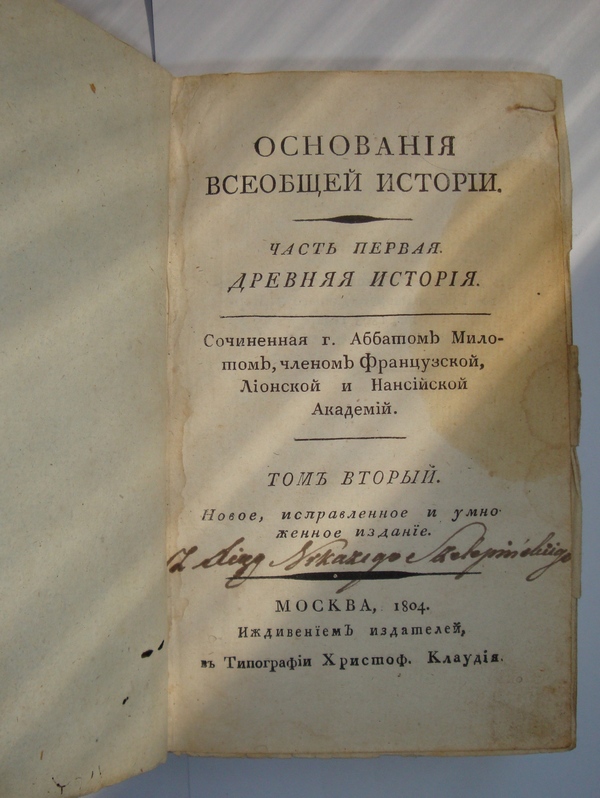 ОСНОВАНІЯ
ВСЕОБЩЕЙ ИСТОРІИ.
ЧАСТЬ ПЕРВАЯ.
ДРЕВНЯЯ ИСТОРІЯ.
Сочиненная г. Аббатомъ Мило-
томъ, членомъ Французской,
Ліонской и Нансійской
Академій.
ТОМЪ ВТОРЫЙ.
Новое, исправленное и умно-
женное изданіе.
МОСКВА, 1804.
Иждивеніемъ издателей,
въ Типографіи Христоф. Клаудія.